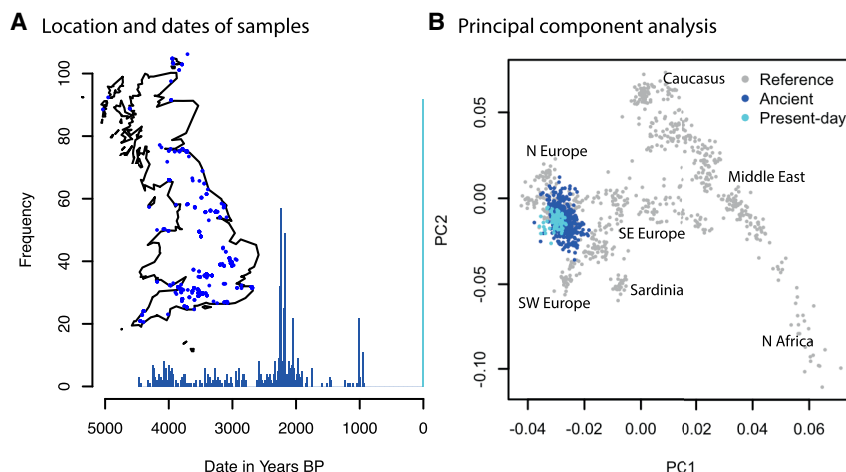 A Location and dates of samples
Frequency
0
20
40
60
80
100
5000 4000 3000 2000 1000 0
Date in Years BP
B Principal component analysis
PC2
0.05
0.00
-0.05
-0.10
Caucasus
Reference
Ancient
Present-day
N Europe
Middle East
SE Europe
SW Europe
Sardinia
N Africa
-0.04 -0.02 0.00 0.02 0.04 0.06
PC1